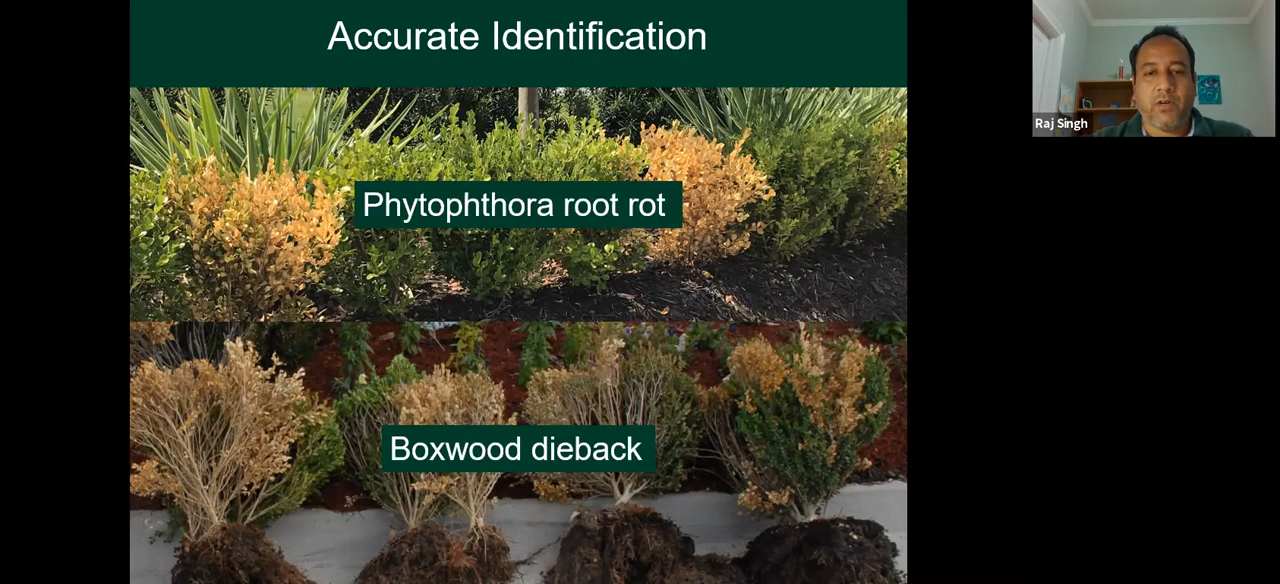 Accurate Identification
Phytophthora root rot
Boxwood dieback
Raj Singh